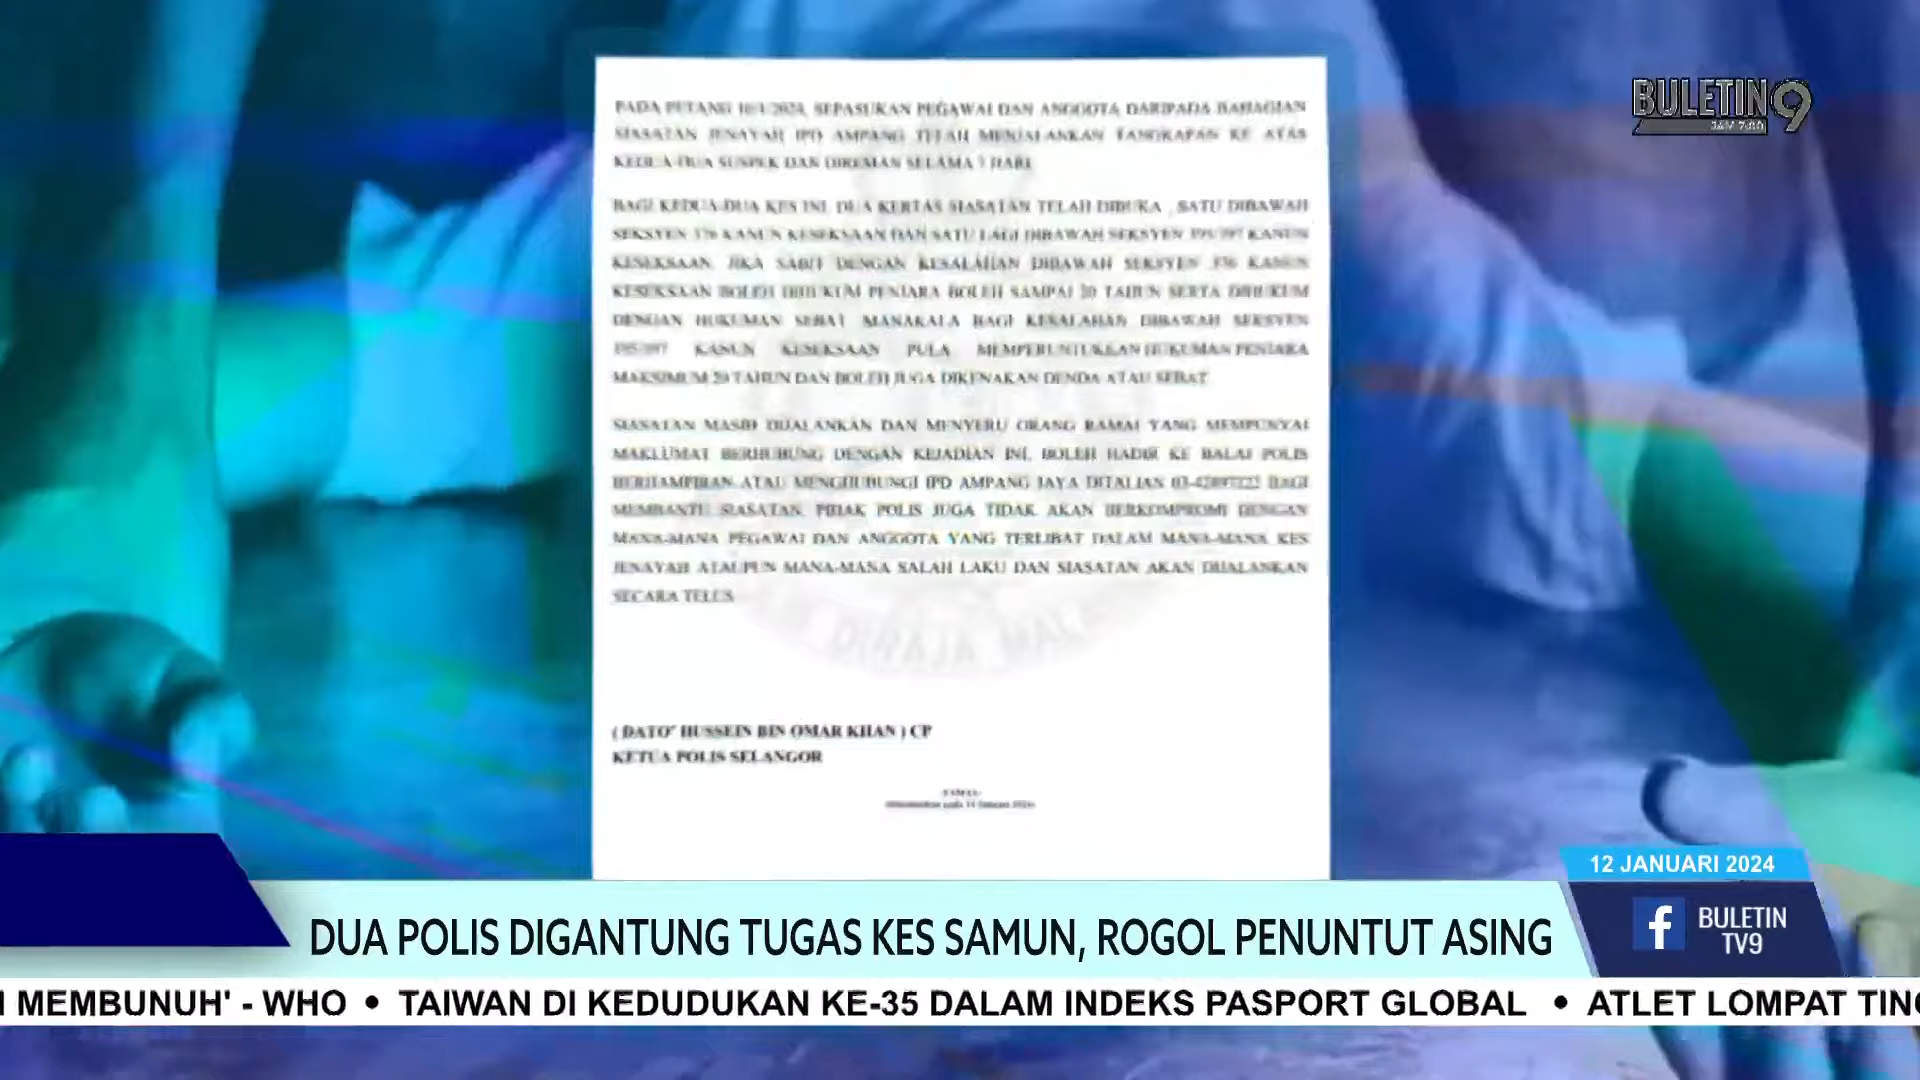 BULETIN 9
JAM 7:00
PADA PETANG 10/1/2024, SEPASUKAN PEGAWAI DAN ANGGOTA DARIPADA BAHAGIAN
SIASATAN JENAYAH IPD AMPANG TELAH MENJALANKAN TANGKAPAN KE ATAS
KEDUA-DUA SUSPEK DAN DIREMAN SELAMA 7 HARI.
BAGI KEDUA-DUA KES INI, DUA KERTAS SIASATAN TELAH DIBUKA , SATU DIBAWAH
SEKSYEN 376 KANUN KESEKSAAN DAN SATU LAGI DIBAWAH SEKSYEN 395/397 KANUN
KESEKSAAN. JIKA SABIT DENGAN KESALAHAN DIBAWAH SEKSYEN 376 KANUN
KESEKSAAN BOLEH DIHUKUM PENJARA BOLEH SAMPAI 20 TAHUN SERTA DIHUKUM
DENGAN HUKUMAN SEBAT. MANAKALA BAGI KESALAHAN DIBAWAH SEKSYEN
395/397 KANUN KESEKSAAN PULA MEMPERUNTUKKAN HUKUMAN PENJARA
MAKSIMUM 20 TAHUN DAN BOLEH JUGA DIKENAKAN DENDA ATAU SEBAT
SIASATAN MASIH DIJALANKAN DAN MENYERU ORANG RAMAI YANG MEMPUNYAI
MAKLUMAT BERHUBUNG DENGAN KEJADIAN INI, BOLEH HADIR KE BALAI POLIS
BERHAMPIRAN ATAU MENGHUBUNGI IPD AMPANG JAYA DITALIAN 03-42897222 BAGI
MEMBANTU SIASATAN. PIHAK POLIS JUGA TIDAK AKAN BERKOMPROMI DENGAN
MANA-MANA PEGAWAI DAN ANGGOTA YANG TERLIBAT DALAM MANA-MANA KES
JENAYAH ATAUPUN MANA-MASA SALAH LAKU DAN SIASATAN AKAN DIJALANKAN
SECARA TELUS.
DIRAJA
( DATO' HUSSEIN BIN OMAR KHAN ) CP
KETUA POLIS SELANGOR
12 JANUARI 2024
DUA POLIS DIGANTUNG TUGAS KES SAMUN, ROGOL PENUNTUT ASING
BULETIN
TV9
MEMBUNUH' - WHO • TAIWAN DI KEDUDUKAN KE-35 DALAM INDEKS PASPORT GLOBAL • ATLET LOMPAT